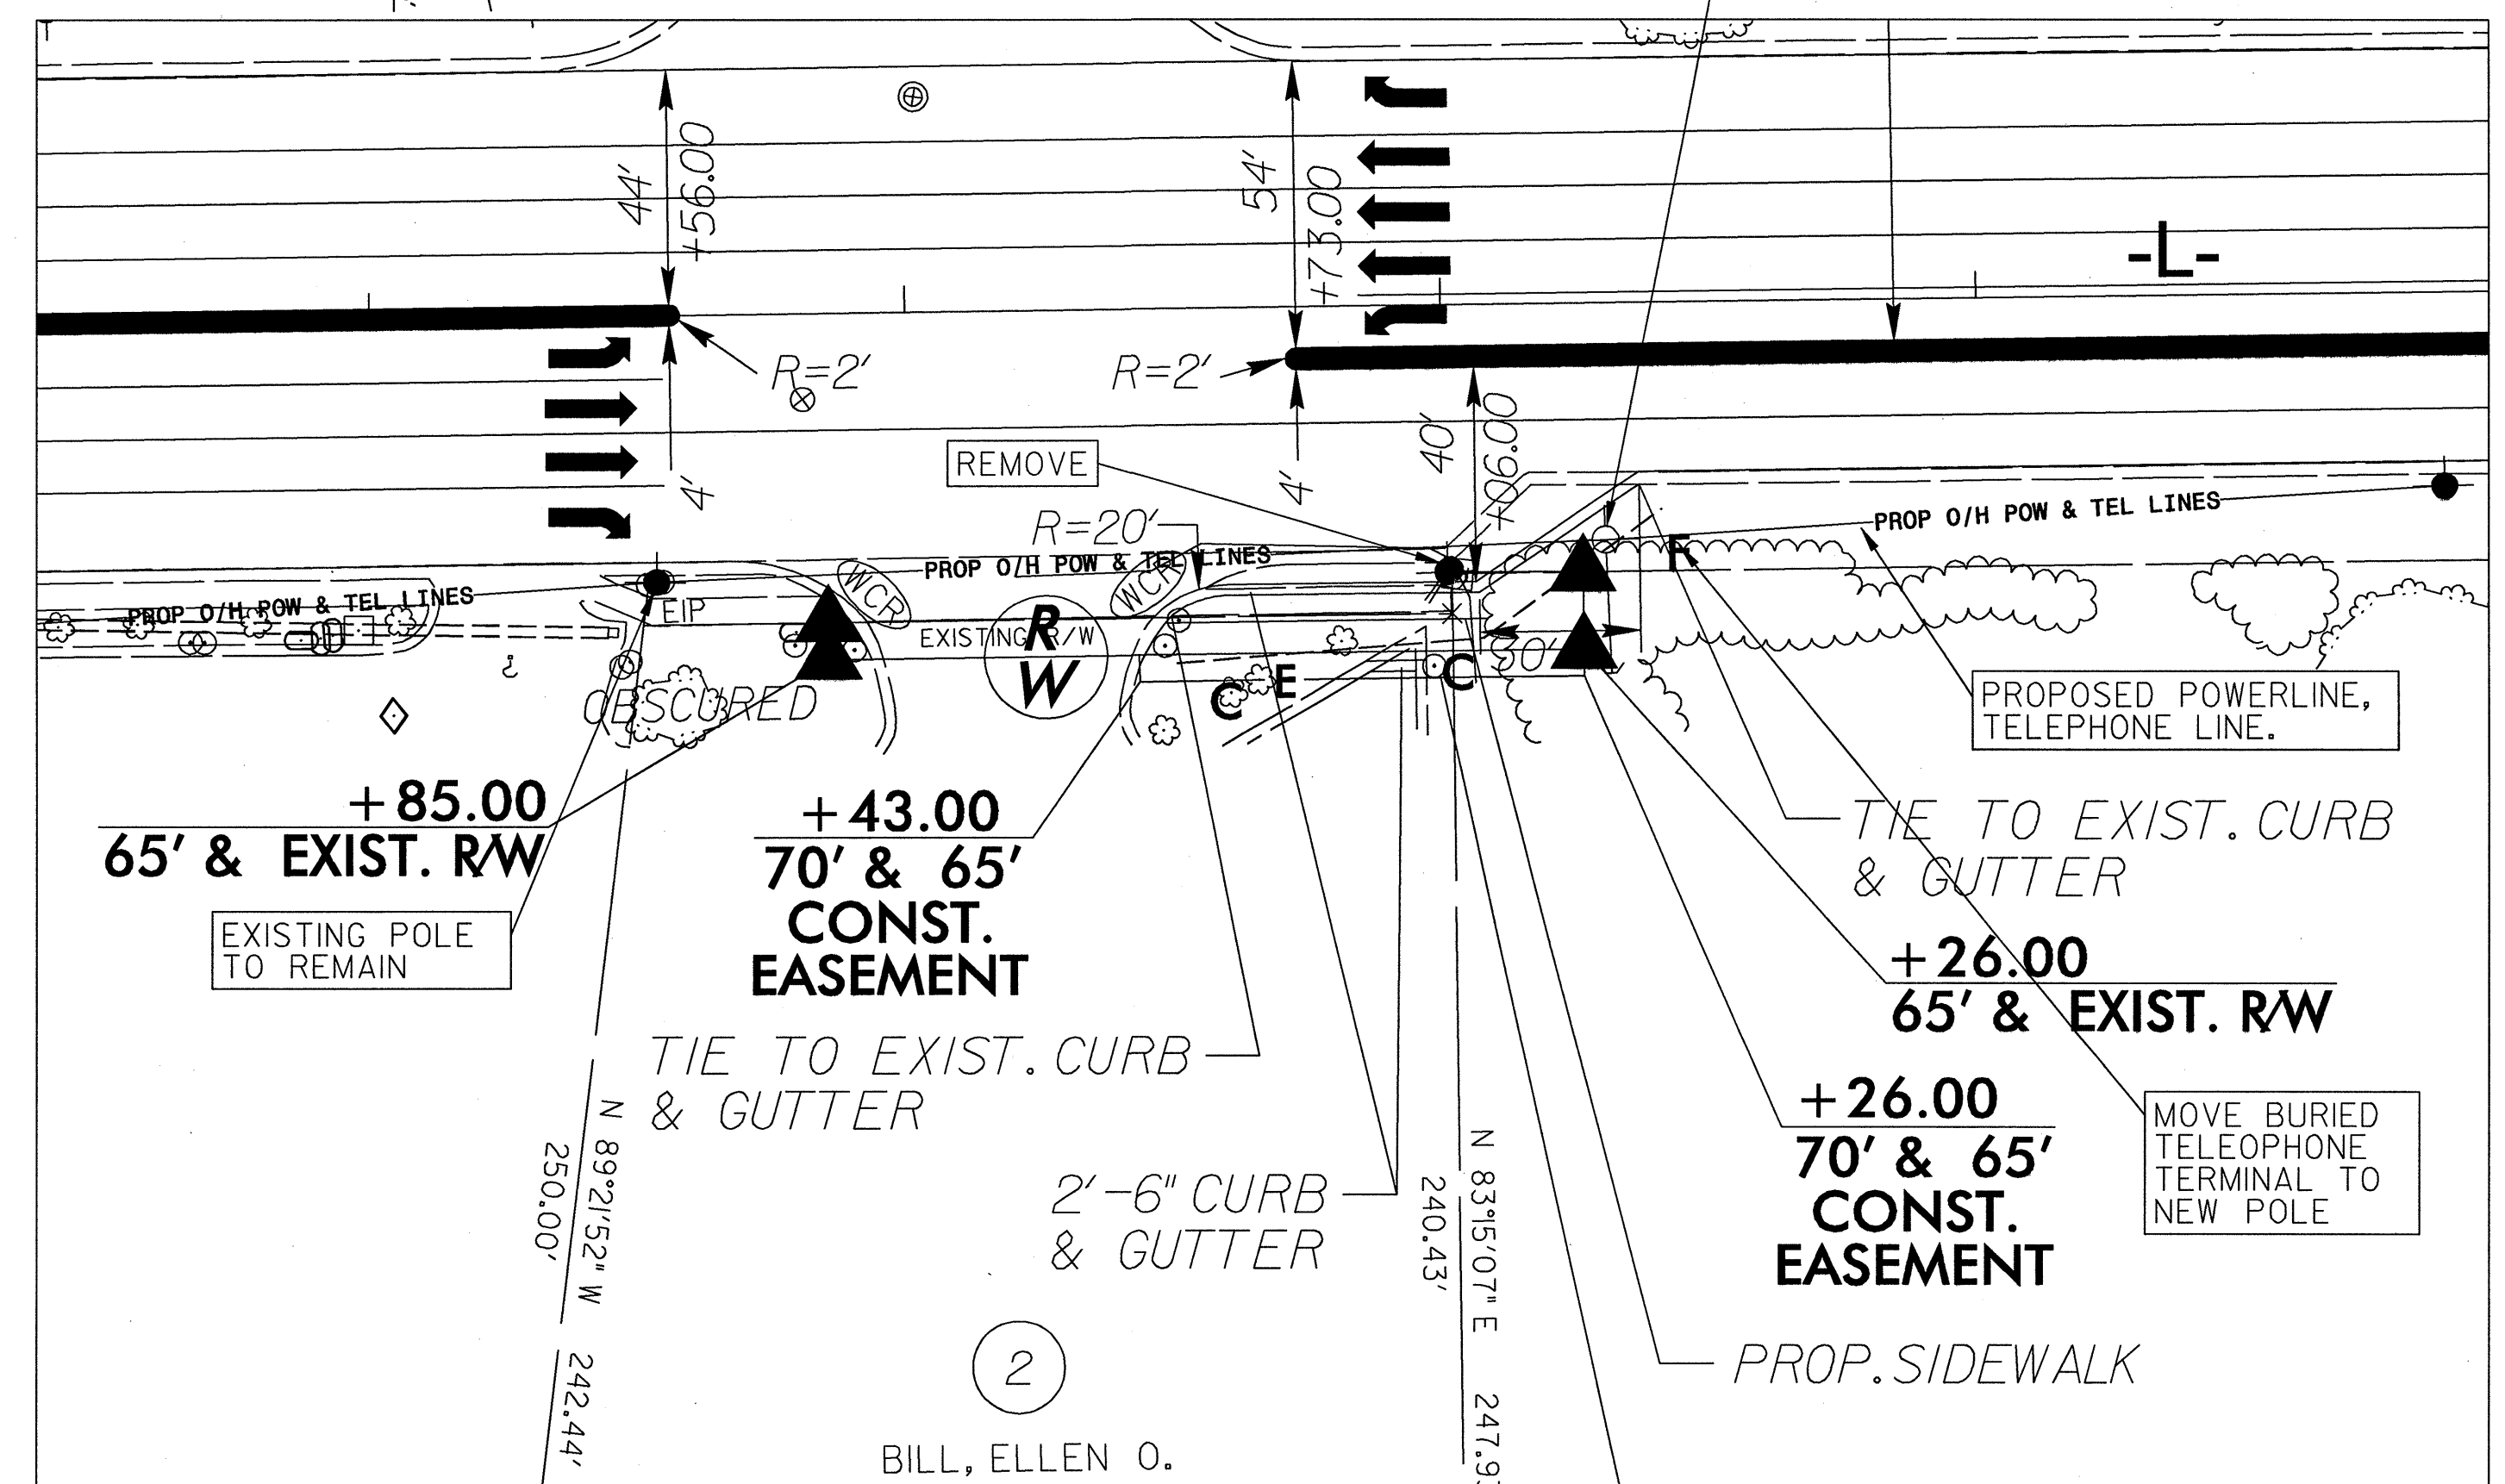 44'
+56.00
54'
+73.00
-L-
R=2'
R=2'
4'
4'
40'
+06.00
REMOVE
R=20'
PROP O/H POW & TEL LINES
PROP O/H POW & TEL LINES
PROP O/H POW & TEL LINES
WCR
WCR
F
EIP
EXISTING R/W
R
W
OBSCURED
C
E
C
PROPOSED POWERLINE,
TELEPHONE LINE.
+85.00
65' & EXIST. R/W
+43.00
70' & 65'
CONST.
EASEMENT
TIE TO EXIST. CURB
& GUTTER
EXISTING POLE
TO REMAIN
+26.00
65' & EXIST. R/W
TIE TO EXIST. CURB
& GUTTER
+26.00
70' & 65'
CONST.
EASEMENT
MOVE BURIED
TELEOPHONE
TERMINAL TO
NEW POLE
N 89°21'52" W 242.44'
250.00'
2'-6" CURB
& GUTTER
N 83°15'07" E
240.43'
PROP. SIDEWALK
2
BILL, ELLEN O.